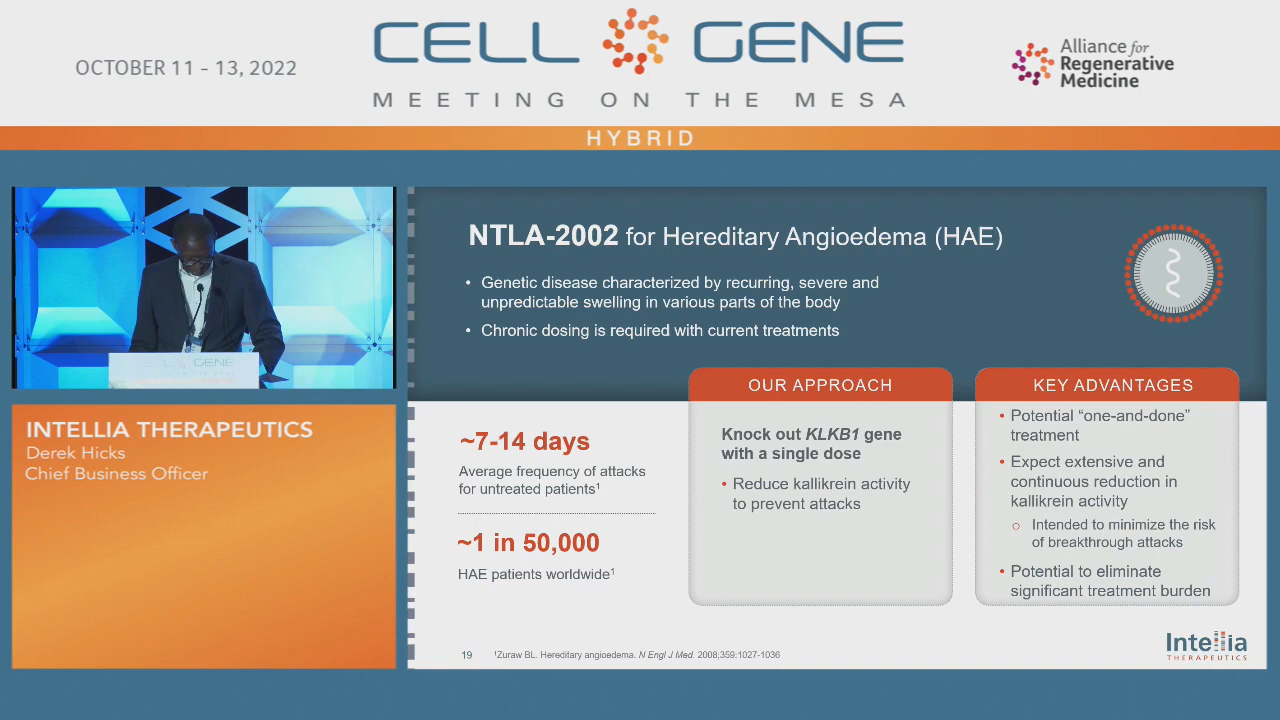 OCTOBER 11 - 13, 2022
CELL GENE
MEETING ON THE MESA
Alliance for
Regenerative
Medicine
HYBRID
CELL GENE
INTELLIA THERAPEUTICS
Derek Hicks
Chief Business Officer
NTLA-2002 for Hereditary Angioedema (HAE)
• Genetic disease characterized by recurring, severe and
unpredictable swelling in various parts of the body
• Chronic dosing is required with current treatments
~7-14 days
Average frequency of attacks
for untreated patients¹
~1 in 50,000
HAE patients worldwide¹
OUR APPROACH
Knock out KLKB1 gene
with a single dose
• Reduce kallikrein activity
to prevent attacks
KEY ADVANTAGES
• Potential “one-and-done”
treatment
• Expect extensive and
continuous reduction in
kallikrein activity
○ Intended to minimize the risk
of breakthrough attacks
• Potential to eliminate
significant treatment burden
19
¹Zuraw BL. Hereditary angioedema. N Engl J Med. 2008;359:1027-1036
Intellia
THERAPEUTICS